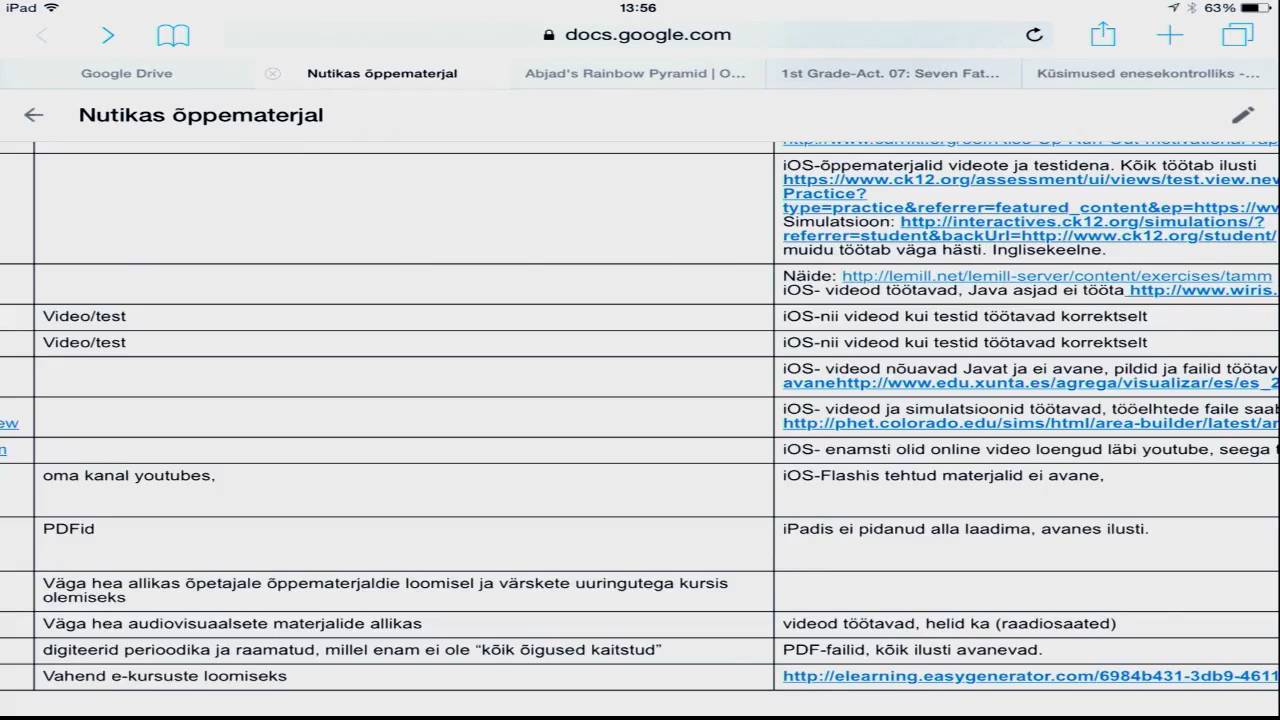 iPad
13:56
63%
docs.google.com
Google Drive
Nutikas õppematerjal
Abjad's Rainbow Pyramid | O...
1st Grade-Act. 07: Seven Fat...
Küsimused enesekontrolliks -...
Nutikas õppematerjal
iOS-õppematerjalid videote ja testidena. Kõik töötab ilusti
https://www.ck12.org/assessment/ui/views/test.view.new
Practice?
type=practice&referrer=featured_content&ep=https://ww
Simulatsioon: http://interactives.ck12.org/simulations/?
referrer=student&backUrl=http://www.ck12.org/student/
muidu töötab väga hästi. Inglisekeelne.
Näide: http://lemill.net/lemill-server/content/exercises/tamm
iOS- videod töötavad, Java asjad ei tööta http://www.wiris.
Video/test
iOS-nii videod kui testid töötavad korrektselt
Video/test
iOS-nii videod kui testid töötavad korrektselt
iOS- videod nõuavad Javat ja ei avane, pildid ja failid töötav
avanehttp://www.edu.xunta.es/agrega/visualizar/es/es_2
iOS- videod ja simulatsioonid töötavad, tööelhtede faile saab
ew
http://phet.colorado.edu/sims/html/area-builder/latest/ar
n
iOS- enamsti olid online video loengud läbi youtube, seega t
oma kanal youtubes,
iOS-Flashis tehtud materjalid ei avane,
PDFid
iPadis ei pidanud alla laadima, avanes ilusti.
Väga hea allikas õpetajale õppematerjaldie loomisel ja värskete uuringutega kursis
olemiseks
Väga hea audiovisuaalsete materjalide allikas
videod töötavad, helid ka (raadiosaated)
digiteerid perioodika ja raamatud, millel enam ei ole “kõik õigused kaitstud”
PDF-failid, kõik ilusti avanevad.
Vahend e-kursuste loomiseks
http://elearning.easygenerator.com/6984b431-3db9-4611